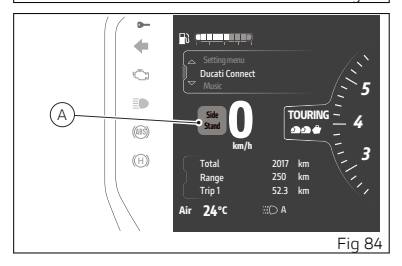 Setting menu
Ducati Connect
Music
A
Side
Stand
0
km/h
TOURING
5
4
3
Total 2017 km
Range 250 km
Trip 1 52.3 km
Air 24°C
A
(ABS)
(H)
Fig 84